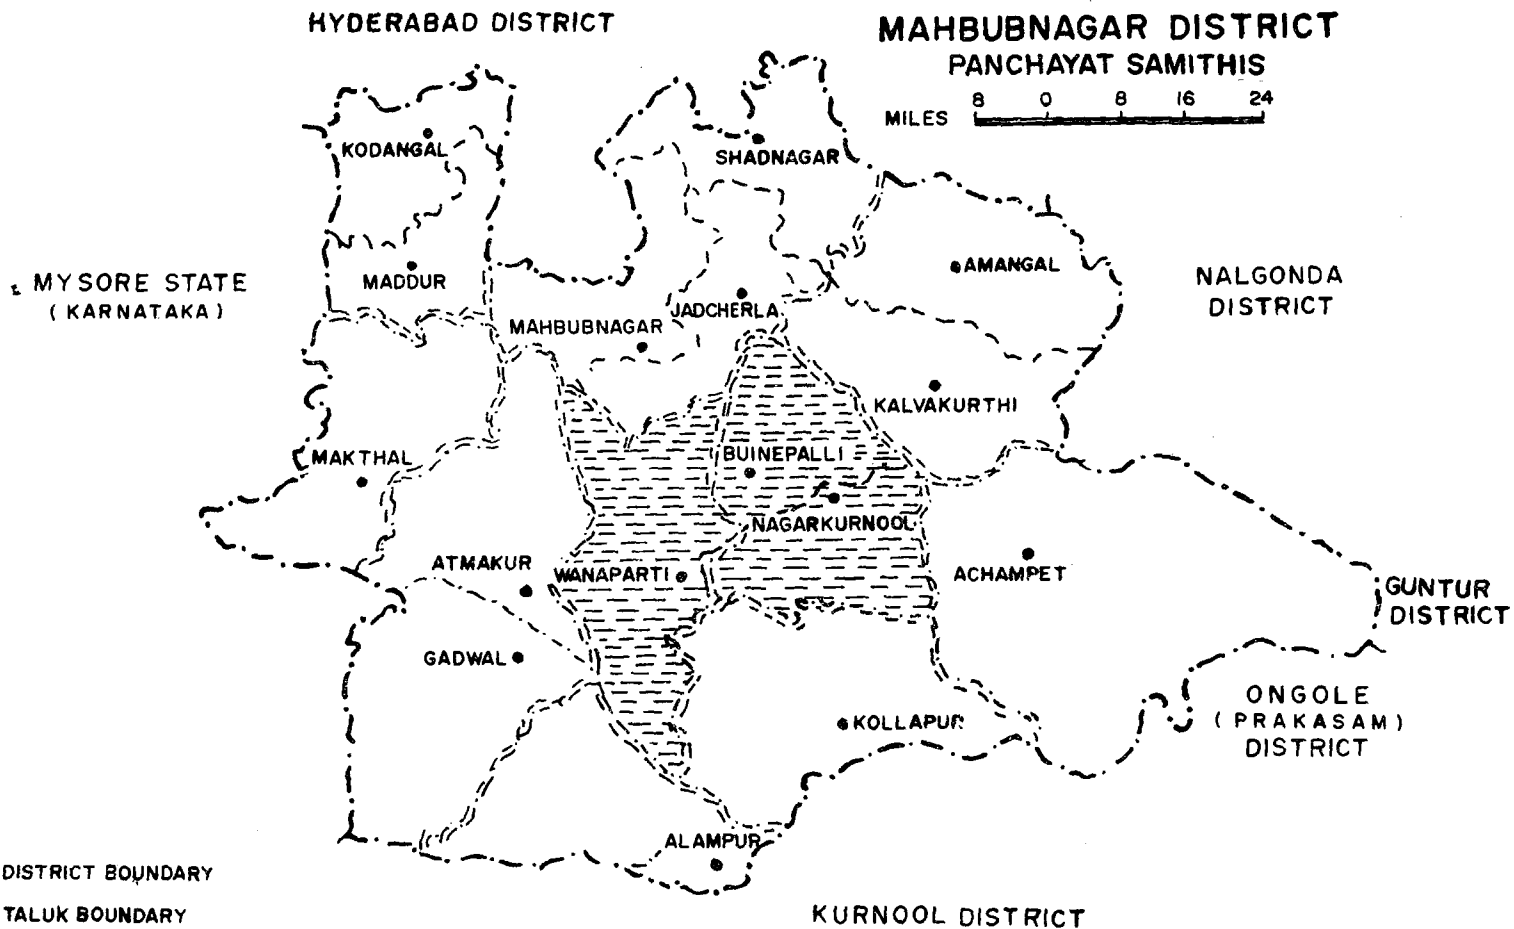 HYDERABAD DISTRICT
MAHBUBNAGAR DISTRICT
PANCHAYAT SAMITHIS
8 0 8 16 24
MILES
KODANGAL
SHADNAGAR
MADDUR
AMANGAL
MYSORE STATE
(KARNATAKA)
NALGONDA
DISTRICT
JADCHERLA
MAHBUBNAGAR
KALVAKURTHI
MAKTHAL
BUINEPALLI
NAGARKURNOOL
ATMAKUR
WANAPARTI
ACHAMPET
GUNTUR
DISTRICT
GADWAL
KOLLAPUR
ONGOLE
(PRAKASAM)
DISTRICT
ALAMPUR
DISTRICT BOUNDARY
TALUK BOUNDARY
KURNOOL DISTRICT